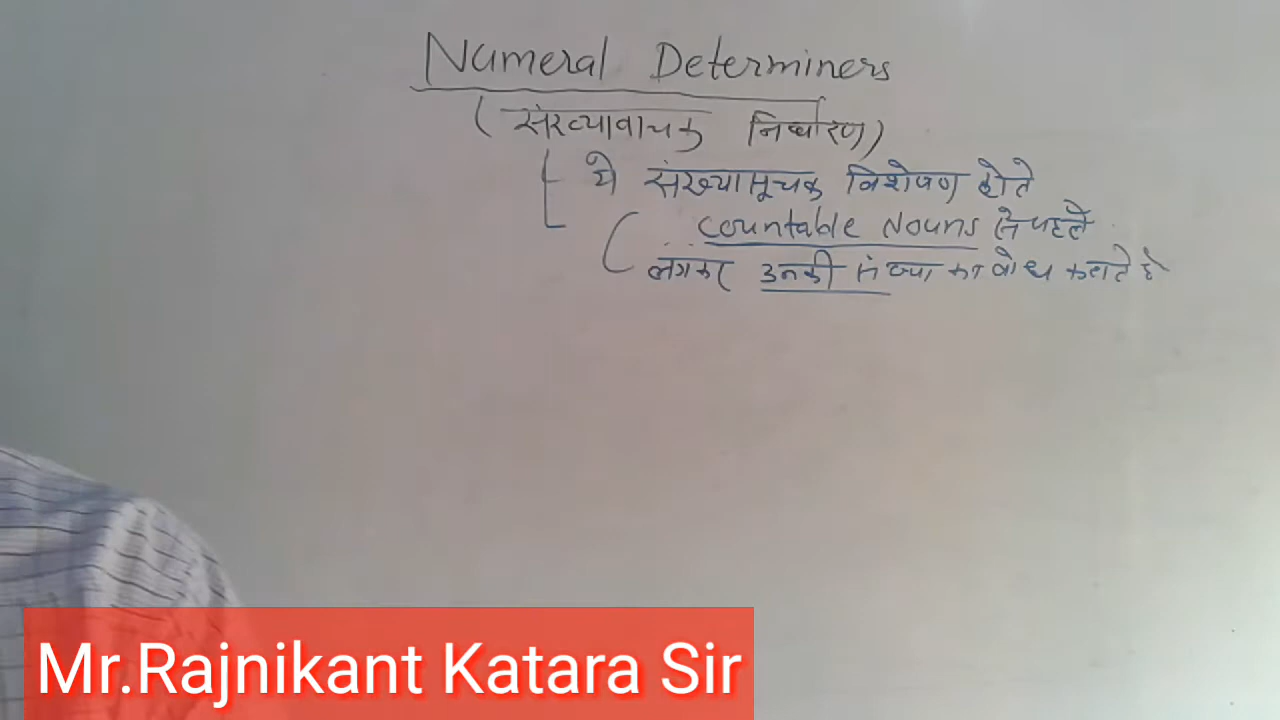 Numeral Determiners
(संख्यावाचक निर्धारण)
ये संख्यासूचक विशेषण होते
countable Nouns से पहले
लगकर उनकी संख्या का बोध कराते है
Mr.Rajnikant Katara Sir